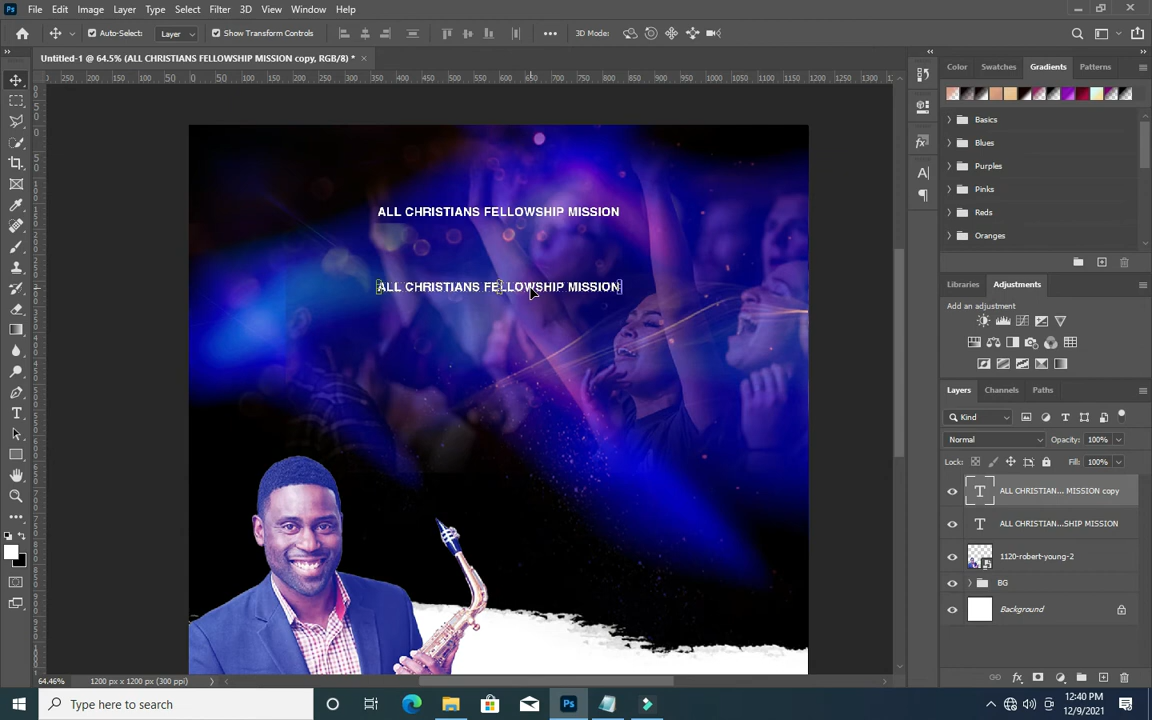 Ps File Edit Image Layer Type Select Filter 3D View Window Help
Auto-Select: Layer Show Transform Controls 3D Mode:
Untitled-1 @ 64.5% (ALL CHRISTIANS FELLOWSHIP MISSION copy, RGB/8) *
Color Swatches Gradients Patterns
Basics
Blues
Purples
Pinks
Reds
Oranges
Libraries Adjustments
Add an adjustment
Layers Channels Paths
Kind
Normal Opacity: 100%
Lock: Fill: 100%
ALL CHRISTIAN... MISSION copy
ALL CHRISTIAN...SHIP MISSION
1120-robert-young-2
BG
Background
ALL CHRISTIANS FELLOWSHIP MISSION
ALL CHRISTIANS FELLOWSHIP MISSION
64.46% 1200 px x 1200 px (300 ppi)
Type here to search
Ps
12:40 PM
12/9/2021